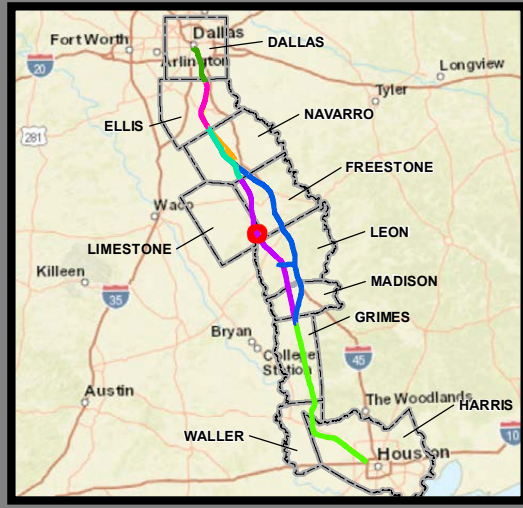 Dallas
Fort Worth
DALLAS
Arlington
Longview
20
Tyler
NAVARRO
ELLIS
281
FREESTONE
Waco
LEON
LIMESTONE
Killeen
MADISON
35
GRIMES
Bryan
College
Station
45
Austin
The Woodlands
HARRIS
WALLER
10
Houston